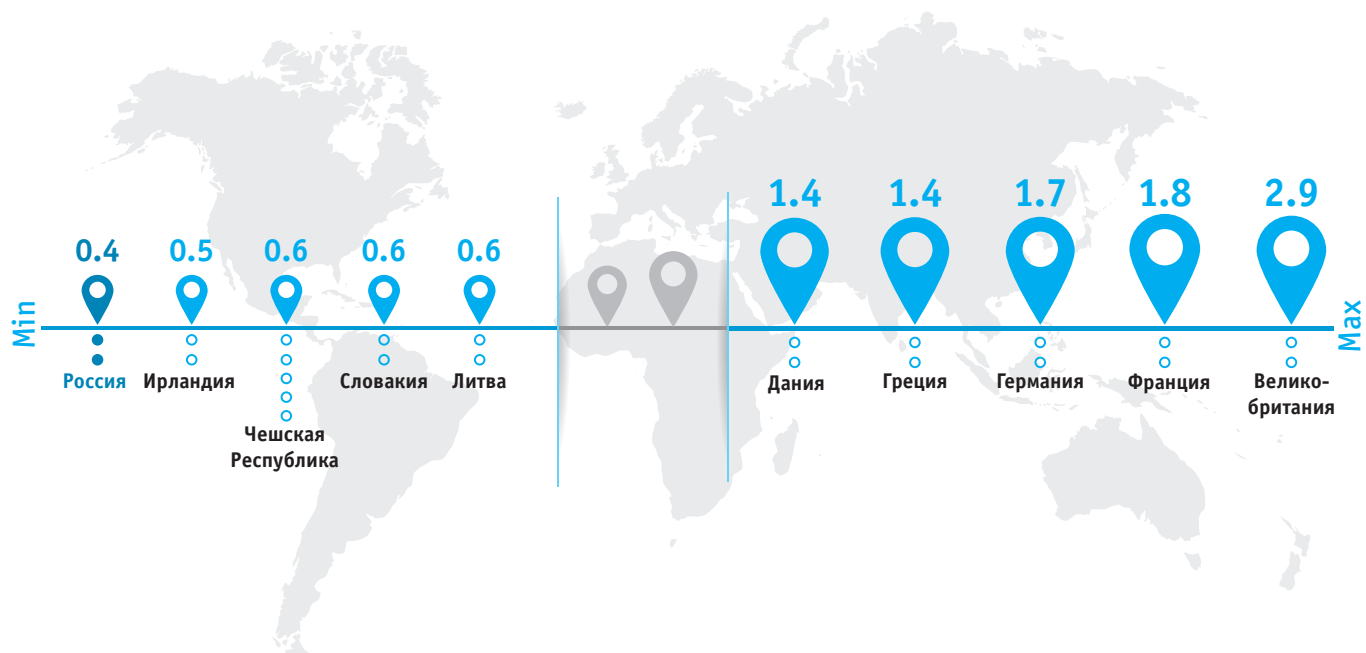 1.4
1.4
1.7
1.8
2.9
0.4
0.5
0.6
0.6
0.6
Min
Max
Россия
Ирландия
Словакия
Литва
Дания
Греция
Германия
Франция
Велико-
британия
Чешская
Республика